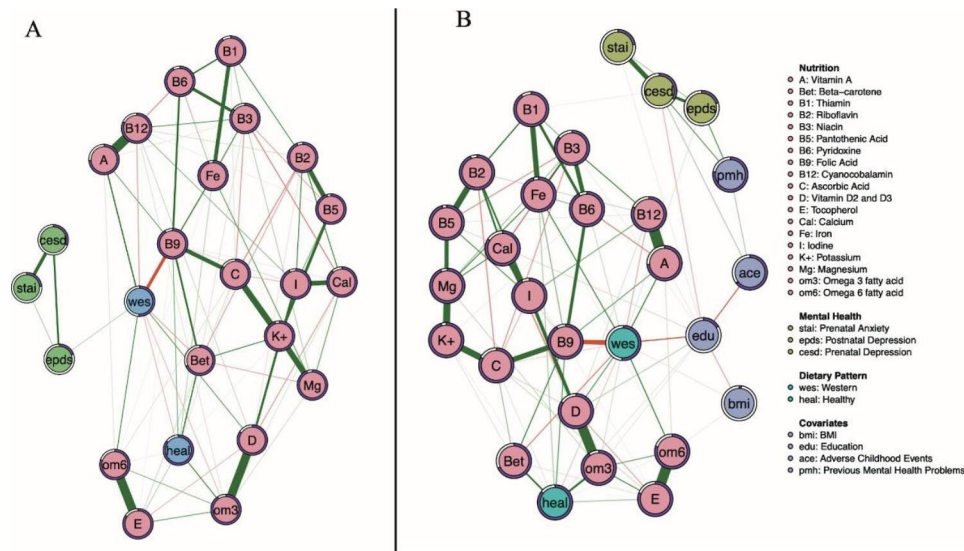 A
B1
B6
B3
B12
A
B2
Fe
B5
cesd
B9
C
stai
wes
I
Cal
K+
epds
Bet
Mg
D
heal
om6
om3
E
B
stai
cesd
epds
B1
B3
pmh
B2
Fe
B6
B12
B5
Cal
A
ace
Mg
I
K+
B9
wes
edu
C
bmi
D
Bet
om3
om6
heal
E
Nutrition
A: Vitamin A
Bet: Beta-carotene
B1: Thiamin
B2: Riboflavin
B3: Niacin
B5: Pantothenic Acid
B6: Pyridoxine
B9: Folic Acid
B12: Cyanocobalamin
C: Ascorbic Acid
D: Vitamin D2 and D3
E: Tocopherol
Cal: Calcium
Fe: Iron
I: Iodine
K+: Potassium
Mg: Magnesium
om3: Omega 3 fatty acid
om6: Omega 6 fatty acid
Mental Health
stai: Prenatal Anxiety
epds: Postnatal Depression
cesd: Prenatal Depression
Dietary Pattern
wes: Western
heal: Healthy
Covariates
bmi: BMI
edu: Education
ace: Adverse Childhood Events
pmh: Previous Mental Health Problems